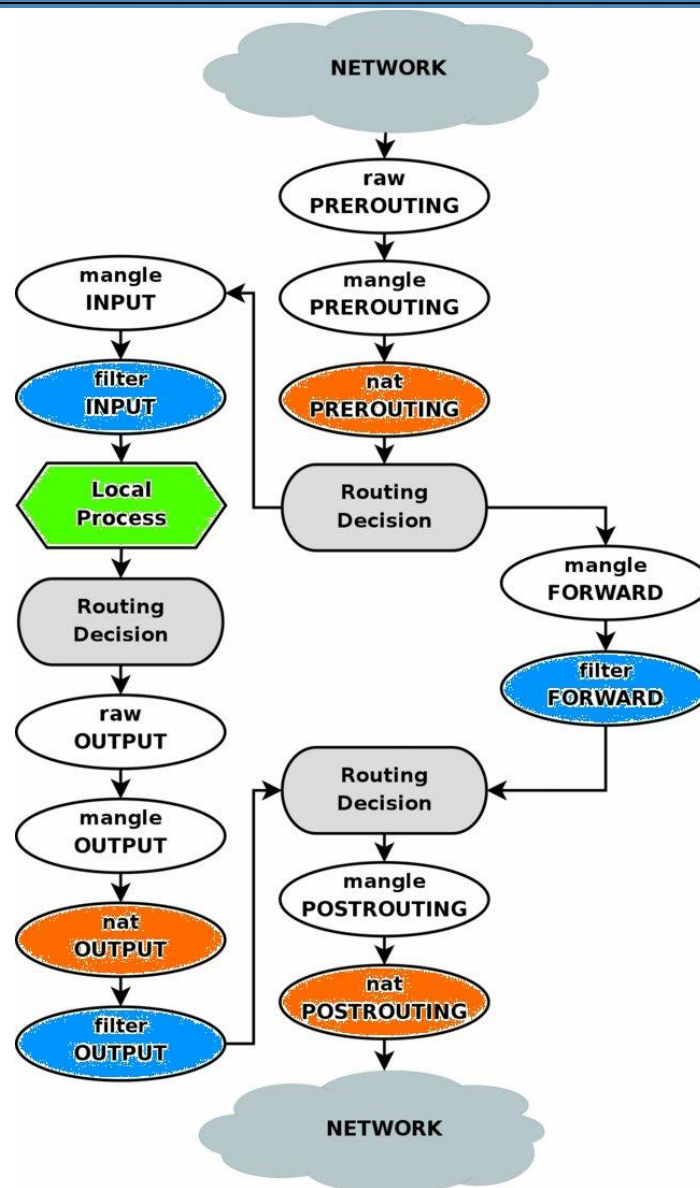 NETWORK
raw
PREROUTING
mangle
PREROUTING
nat
PREROUTING
Routing
Decision
mangle
INPUT
filter
INPUT
Local
Process
Routing
Decision
raw
OUTPUT
mangle
OUTPUT
nat
OUTPUT
filter
OUTPUT
mangle
FORWARD
filter
FORWARD
Routing
Decision
mangle
POSTROUTING
nat
POSTROUTING
NETWORK